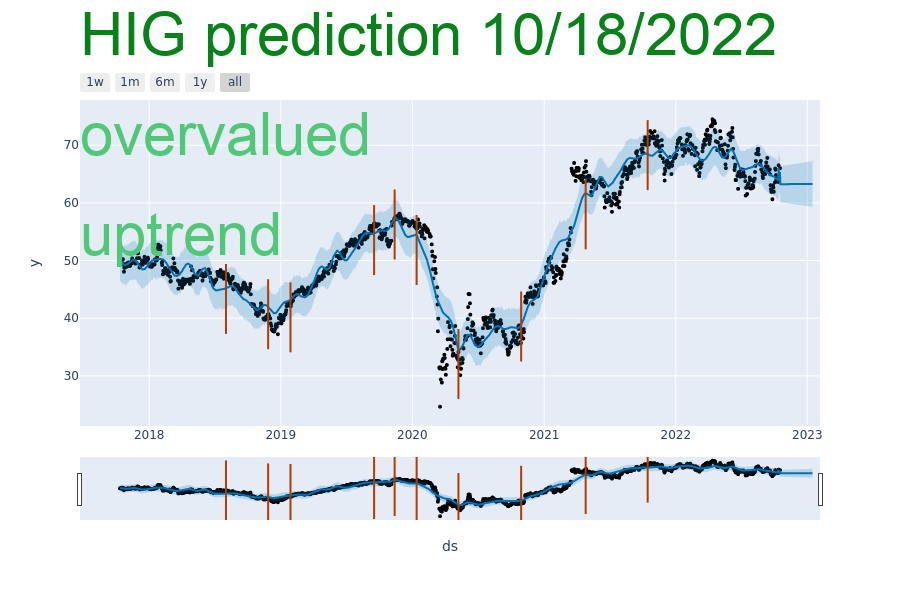 HIG prediction 10/18/2022
1w 1m 6m 1y all
overvalued
70
60
uptrend
50
y
40
30
2018 2019 2020 2021 2022 2023
ds